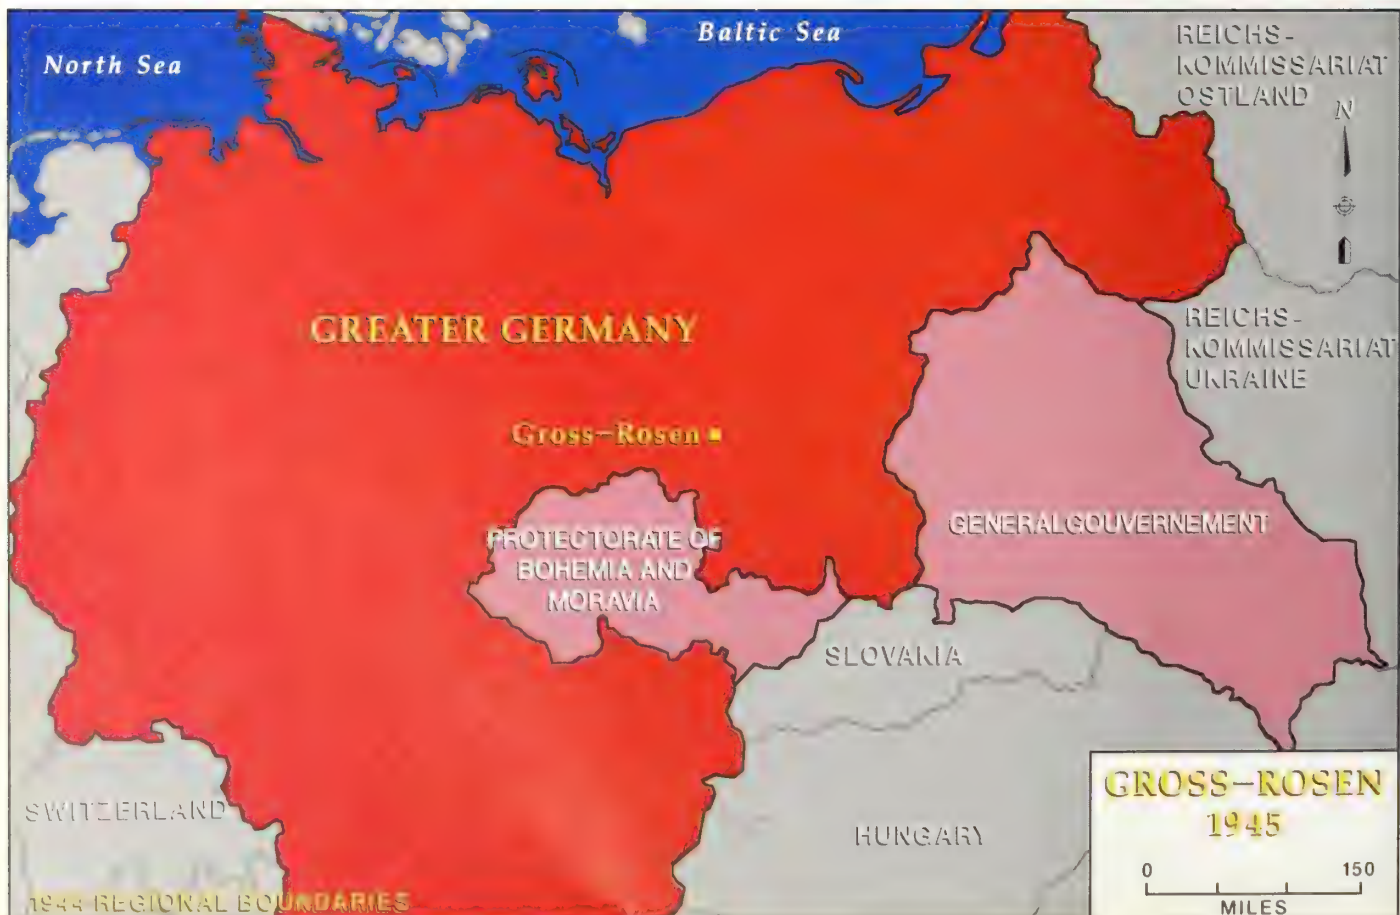 North Sea
Baltic Sea
REICHS-
KOMMISSARIAT
OSTLAND
N
GREATER GERMANY
REICHS-
KOMMISSARIAT
UKRAINE
Gross-Rosen
GENERALGOUVERNEMENT
PROTECTORATE OF
BOHEMIA AND
MORAVIA
SLOVAKIA
SWITZERLAND
HUNGARY
GROSS-ROSEN
1945
0 150
MILES
1944 REGIONAL BOUNDARIES